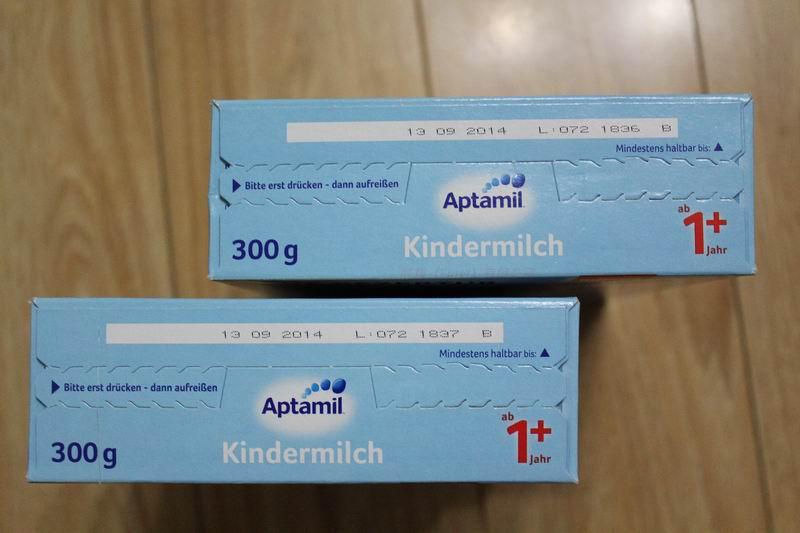 13 09 2014 L:072 1836 B
Mindestens haltbar bis: ▲
▶ Bitte erst drücken - dann aufreißen
Aptamil
ab
1+
Jahr
300 g
Kindermilch
13 09 2014 L:072 1837 B
Mindestens haltbar bis: ▲
▶ Bitte erst drücken - dann aufreißen
Aptamil
ab
1+
Jahr
300 g
Kindermilch